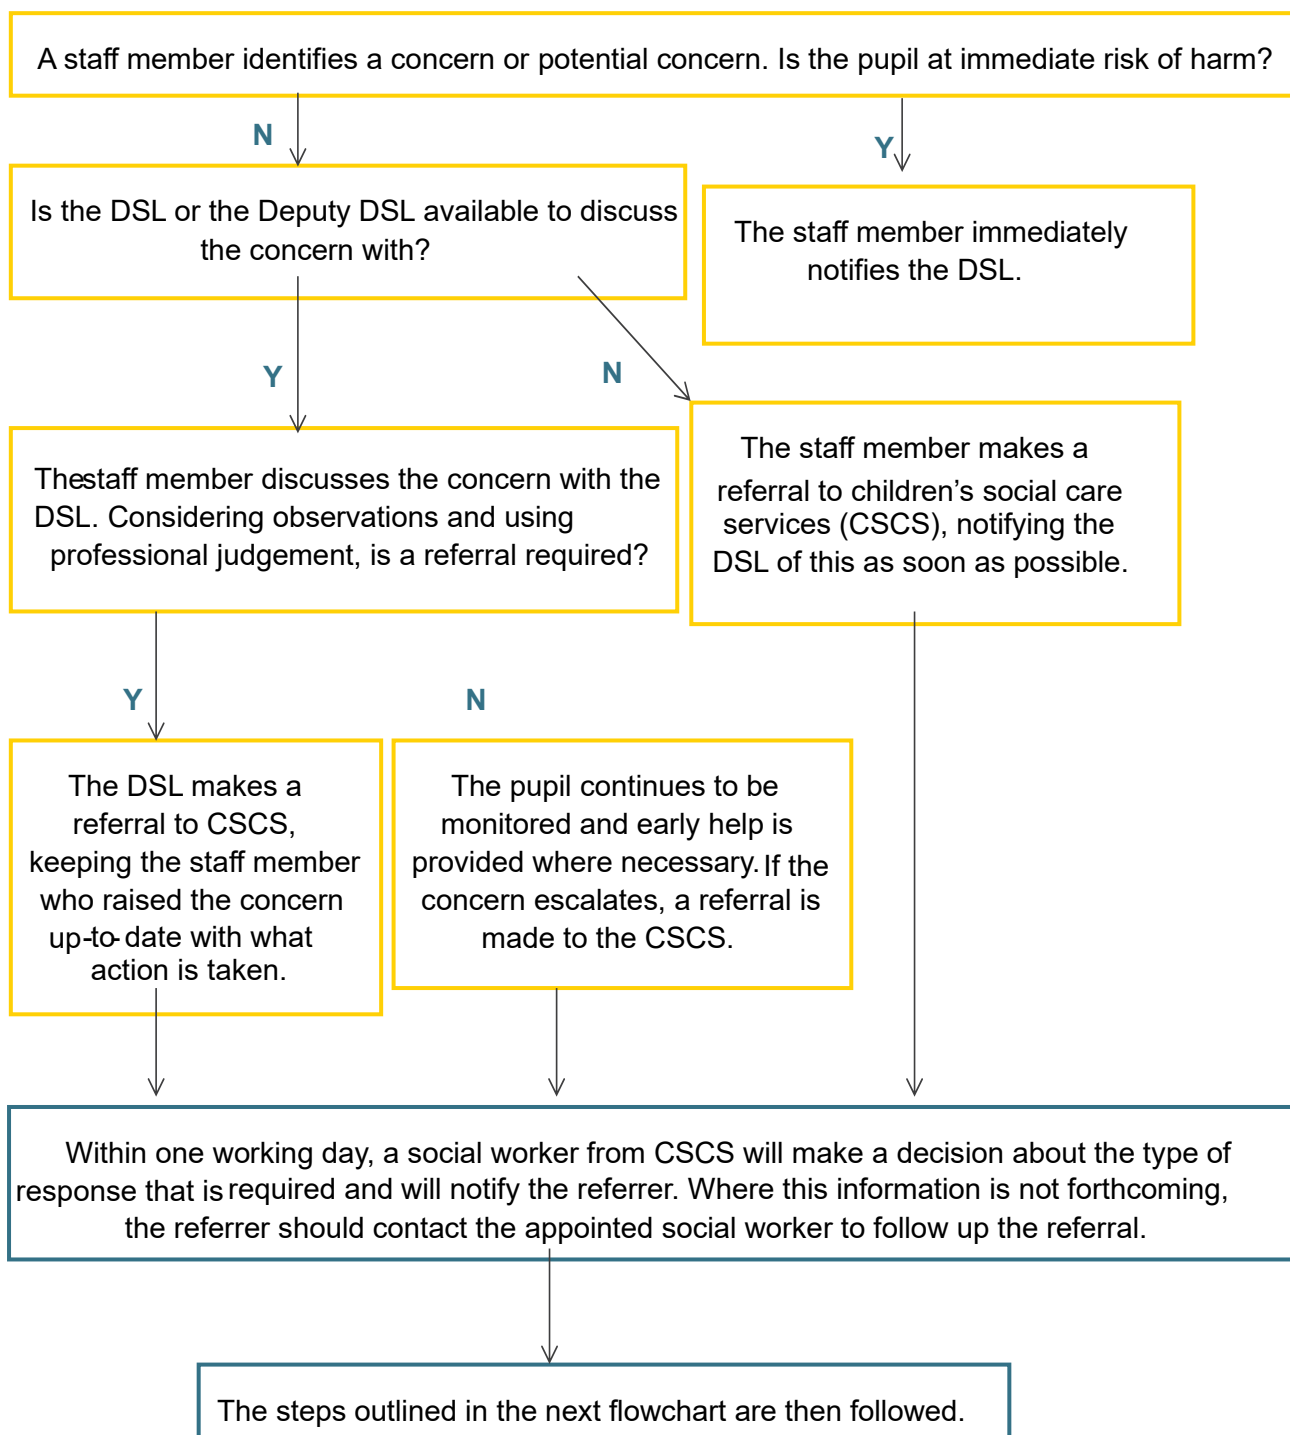 A staff member identifies a concern or potential concern. Is the pupil at immediate risk of harm?
N
Y
Is the DSL or the Deputy DSL available to discuss
the concern with?
The staff member immediately
notifies the DSL.
Y
N
The staff member discusses the concern with the
DSL. Considering observations and using
professional judgement, is a referral required?
The staff member makes a
referral to children’s social care
services (CSCS), notifying the
DSL of this as soon as possible.
Y
N
The DSL makes a
referral to CSCS,
keeping the staff member
who raised the concern
up-to-date with what
action is taken.
The pupil continues to be
monitored and early help is
provided where necessary. If the
concern escalates, a referral is
made to the CSCS.
Within one working day, a social worker from CSCS will make a decision about the type of
response that is required and will notify the referrer. Where this information is not forthcoming,
the referrer should contact the appointed social worker to follow up the referral.
The steps outlined in the next flowchart are then followed.